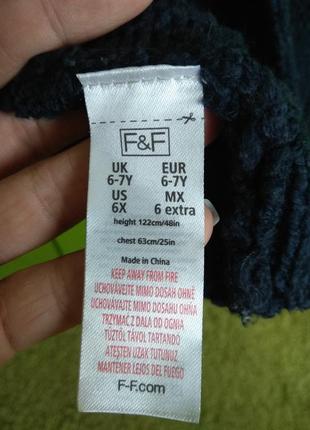 F&F
UK EUR
6-7Y 6-7Y
US MX
6X 6 extra
height 122cm/48in
chest 63cm/25in
Made in China
KEEP AWAY FROM FIRE
UCHOVÁVEJTE MIMO DOSAH OHNĚ
UCHOVÁVAJTE MIMO DOSAHU OHŇA
TRZYMAĆ Z DALA OD OGNIA
TŰZTŐL TÁVOL TARTANDÓ
ATEŞTEN UZAK TUTUNUZ
MANTENER LEJOS DEL FUEGO
F-F.com